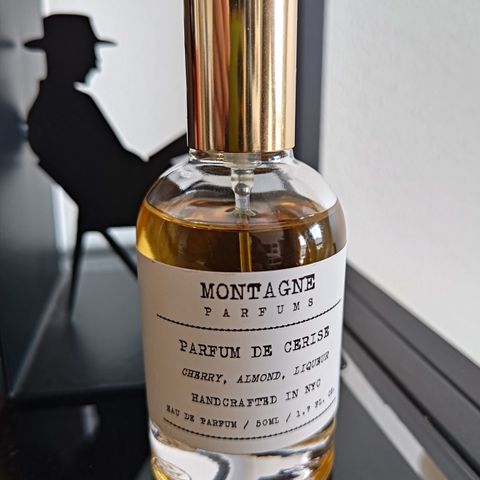 MONTAGNE
PARFUMS
PARFUM DE CERISE
CHERRY, ALMOND, LIQUEUR
HANDCRAFTED IN NYC
EAU DE PARFUM / 50ML / 1.7 FL. OZ.